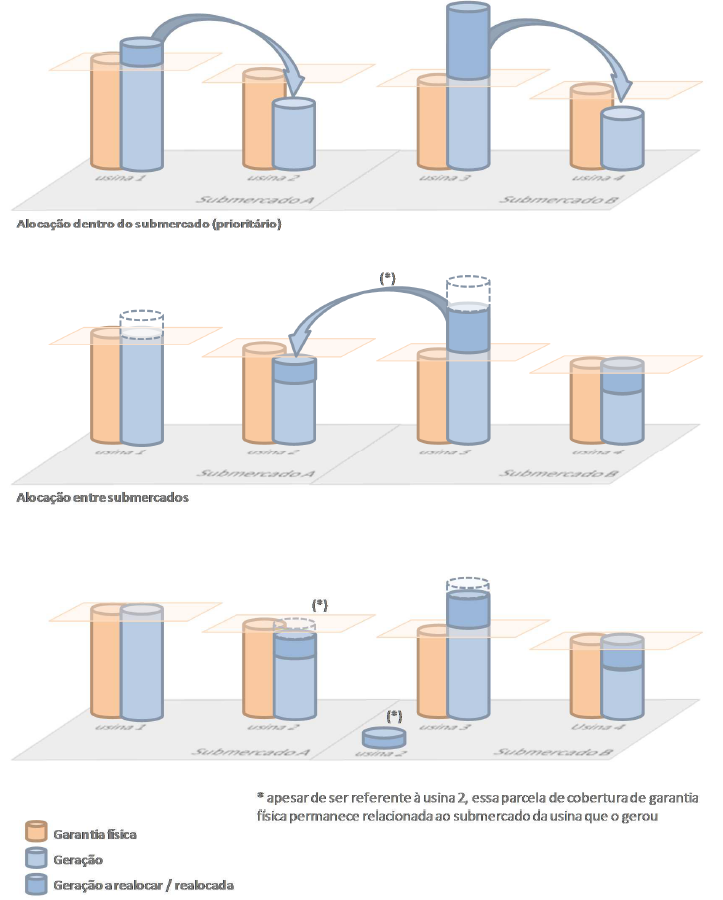 usina 1
usina 2
usina 3
usina 4
Submercado A
Submercado B
Alocação dentro do submercado (prioritário)
(*)
usina 1
usina 2
usina 3
usina 4
Submercado A
Submercado B
Alocação entre submercados
(*)
usina 1
usina 2
usina 3
Usina 4
(*)
Submercado A
usina 2
Submercado B
* apesar de ser referente à usina 2, essa parcela de cobertura de garantia
física permanece relacionada ao submercado da usina que o gerou
Garantia física
Geração
Geração a realocar / realocada